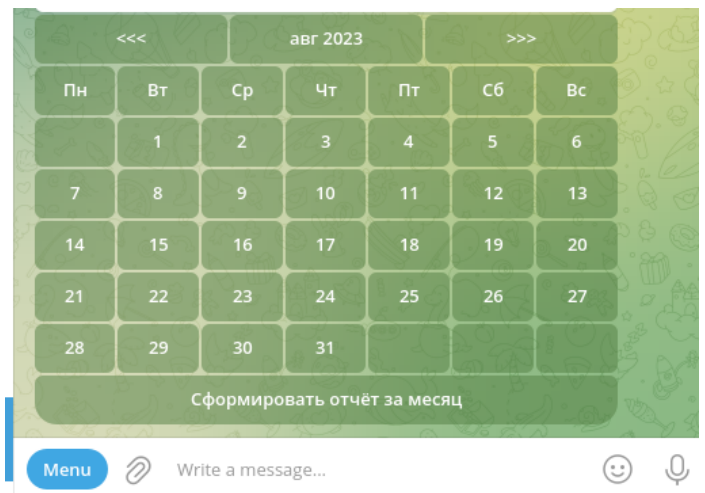 <<< авг 2023 >>>
Пн Вт Ср Чт Пт Сб Вс
1 2 3 4 5 6
7 8 9 10 11 12 13
14 15 16 17 18 19 20
21 22 23 24 25 26 27
28 29 30 31
Сформировать отчёт за месяц
Menu Write a message...